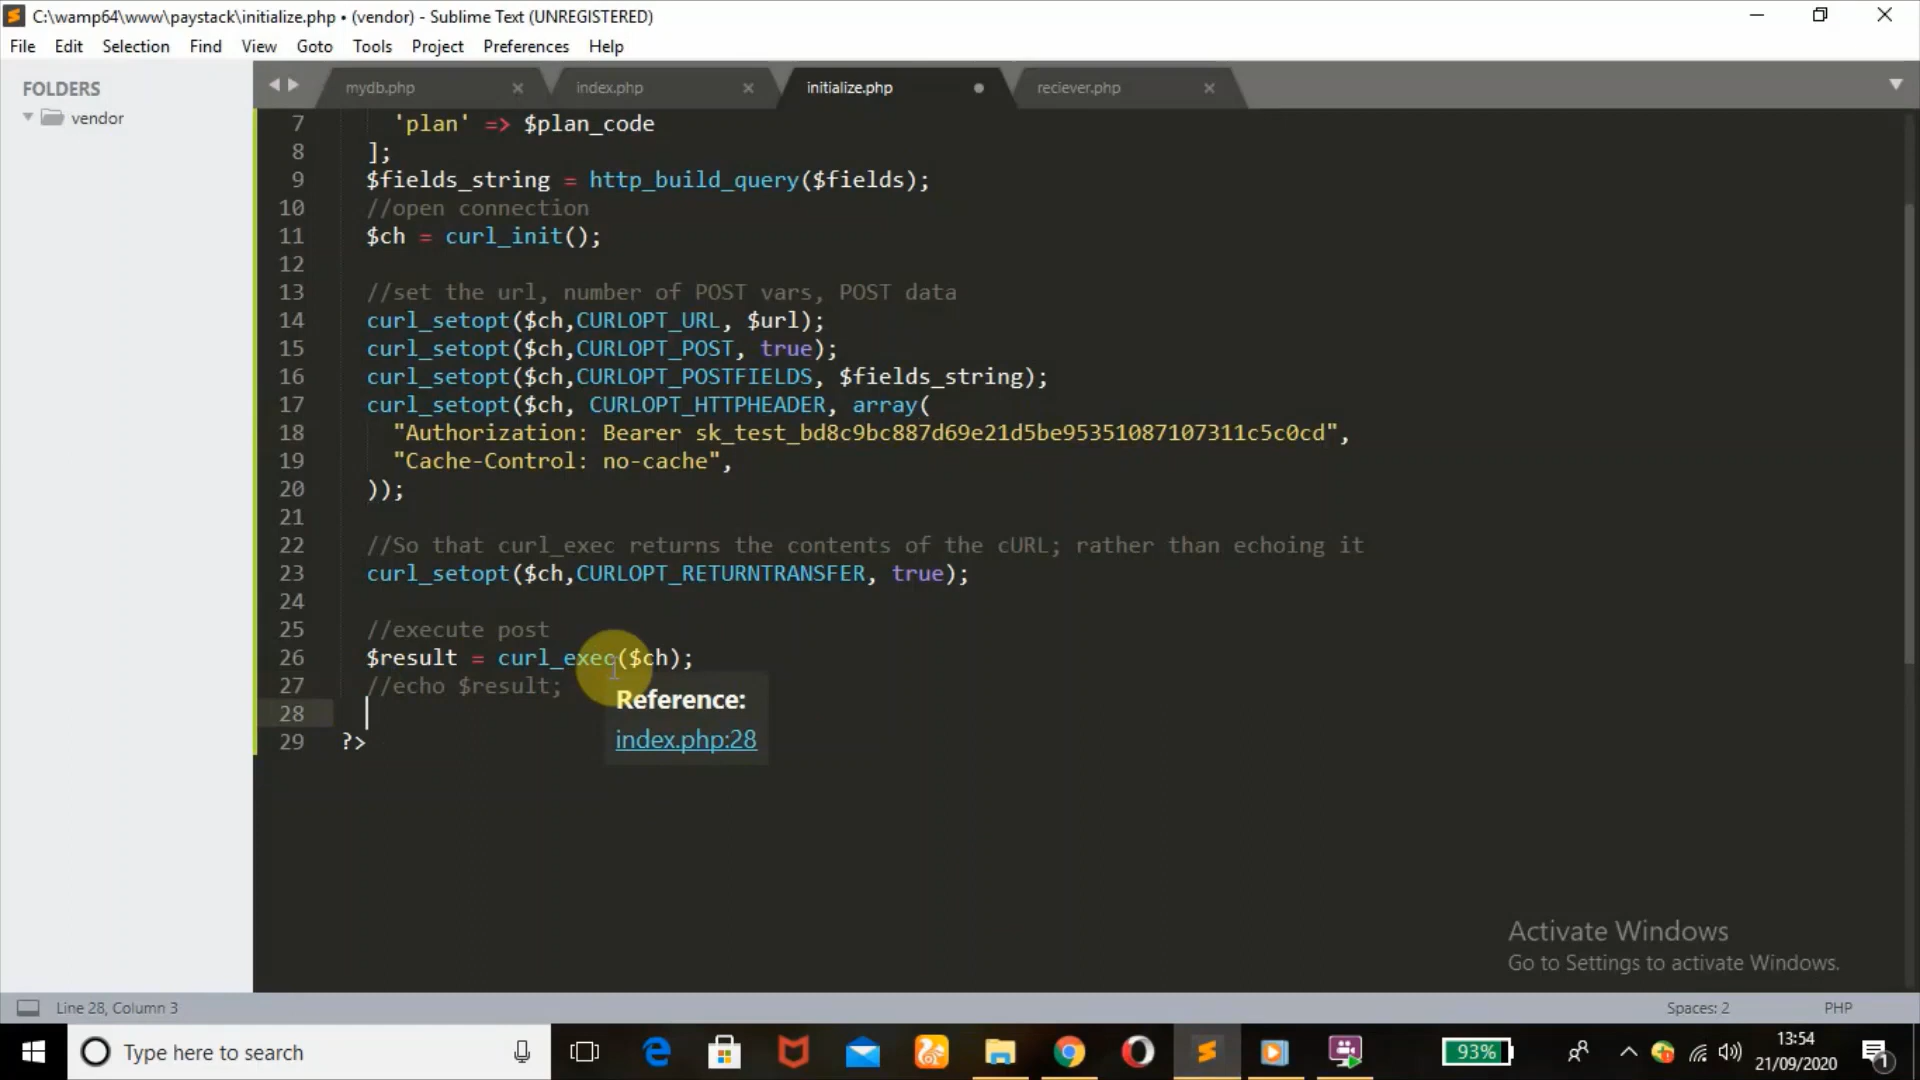 C:\wamp64\www\paystack\initialize.php • (vendor) - Sublime Text (UNREGISTERED)
File Edit Selection Find View Goto Tools Project Preferences Help
FOLDERS
vendor
mydb.php index.php initialize.php reciever.php
7 'plan' => $plan_code
8 ];
9 $fields_string = http_build_query($fields);
10 //open connection
11 $ch = curl_init();
12
13 //set the url, number of POST vars, POST data
14 curl_setopt($ch,CURLOPT_URL, $url);
15 curl_setopt($ch,CURLOPT_POST, true);
16 curl_setopt($ch,CURLOPT_POSTFIELDS, $fields_string);
17 curl_setopt($ch, CURLOPT_HTTPHEADER, array(
18 "Authorization: Bearer sk_test_bd8c9bc887d69e21d5be95351087107311c5c0cd",
19 "Cache-Control: no-cache",
20 ));
21
22 //So that curl_exec returns the contents of the cURL; rather than echoing it
23 curl_setopt($ch,CURLOPT_RETURNTRANSFER, true);
24
25 //execute post
26 $result = curl_exec($ch);
27 //echo $result;
28
29 ?>
Reference:
index.php:28
Activate Windows
Go to Settings to activate Windows.
Line 28, Column 3
Spaces: 2
PHP
Type here to search
93%
13:54
21/09/2020
1